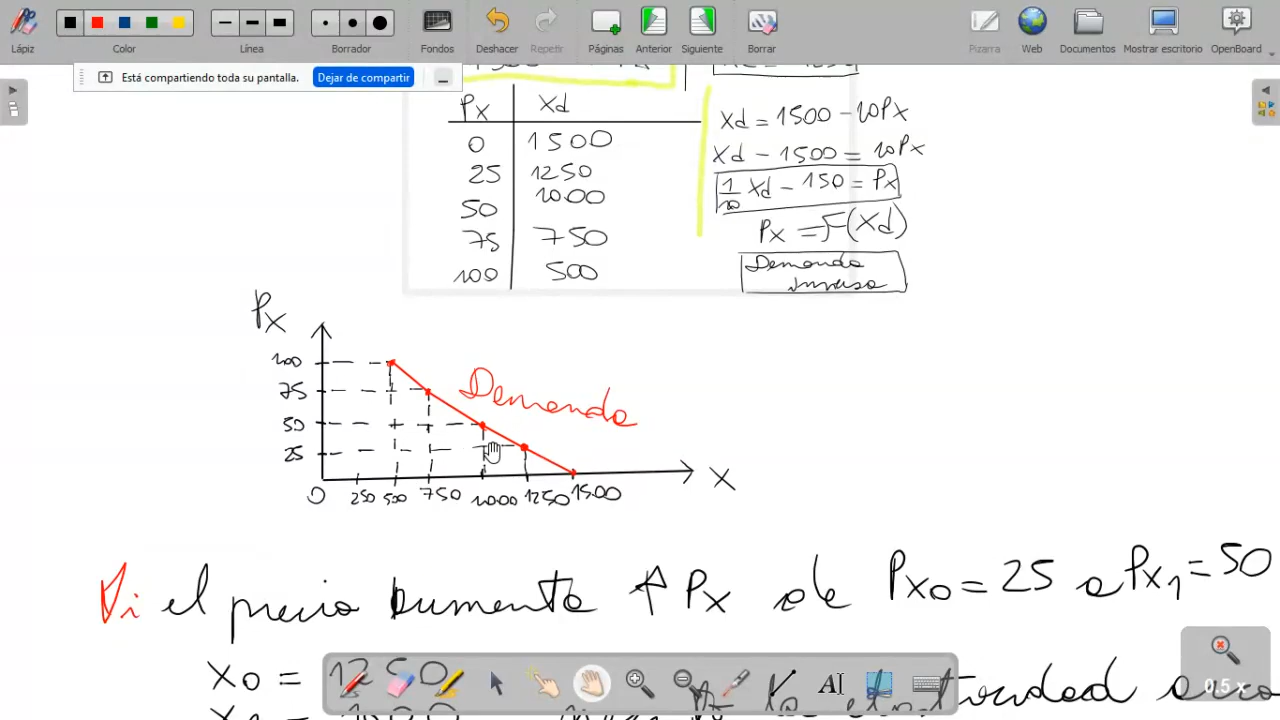 Lápiz Color Línea Borrador Fondos Deshacer Repetir Páginas Anterior Siguiente Borrar Pizarra Web Documentos Mostrar escritorio OpenBoard
Está compartiendo toda su pantalla. Dejar de compartir
Px Xd
0 1500
25 1250
50 1000
75 750
100 500
Xd = 1500 - 10Px
Xd - 1500 = 10Px
1/10 Xd - 150 = Px
Px = F(Xd)
Demanda
inversa
Px
100
75
50
25
0 250 500 750 1000 1250 1500
X
Demanda
Si el precio aumenta ↑ Px de Px0 = 25 a Px1 = 50
X0 = 1250
0.5 x